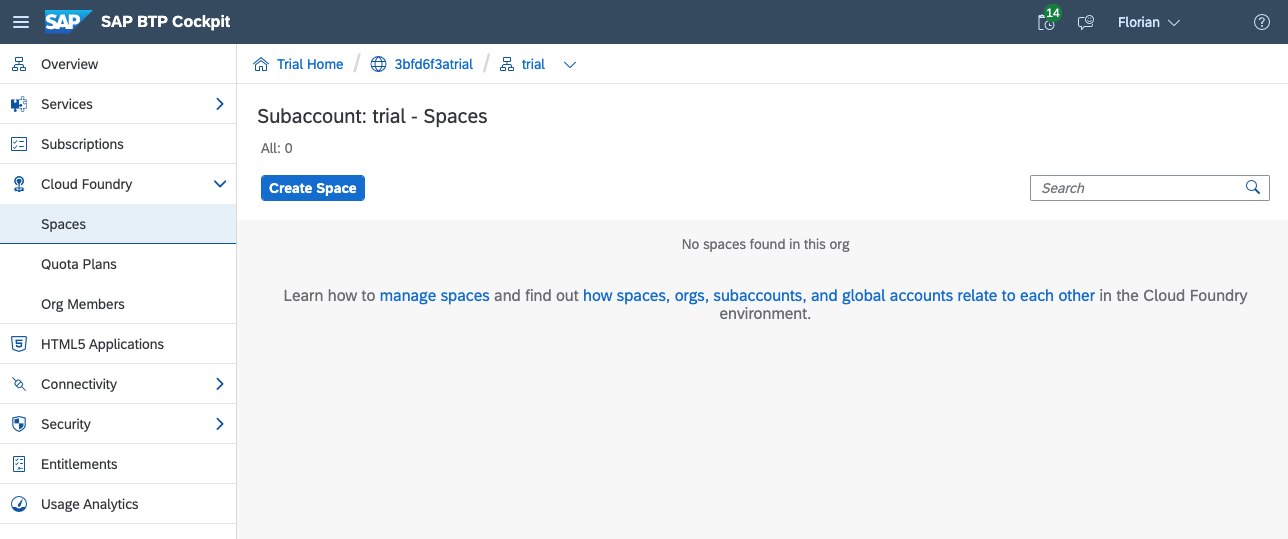 SAP SAP BTP Cockpit 14 Florian
Overview
Services
Subscriptions
Cloud Foundry
Spaces
Quota Plans
Org Members
HTML5 Applications
Connectivity
Security
Entitlements
Usage Analytics
Trial Home / 3bfd6f3atrial / trial
Subaccount: trial - Spaces
All: 0
Create Space Search
No spaces found in this org
Learn how to manage spaces and find out how spaces, orgs, subaccounts, and global accounts relate to each other in the Cloud Foundry
environment.